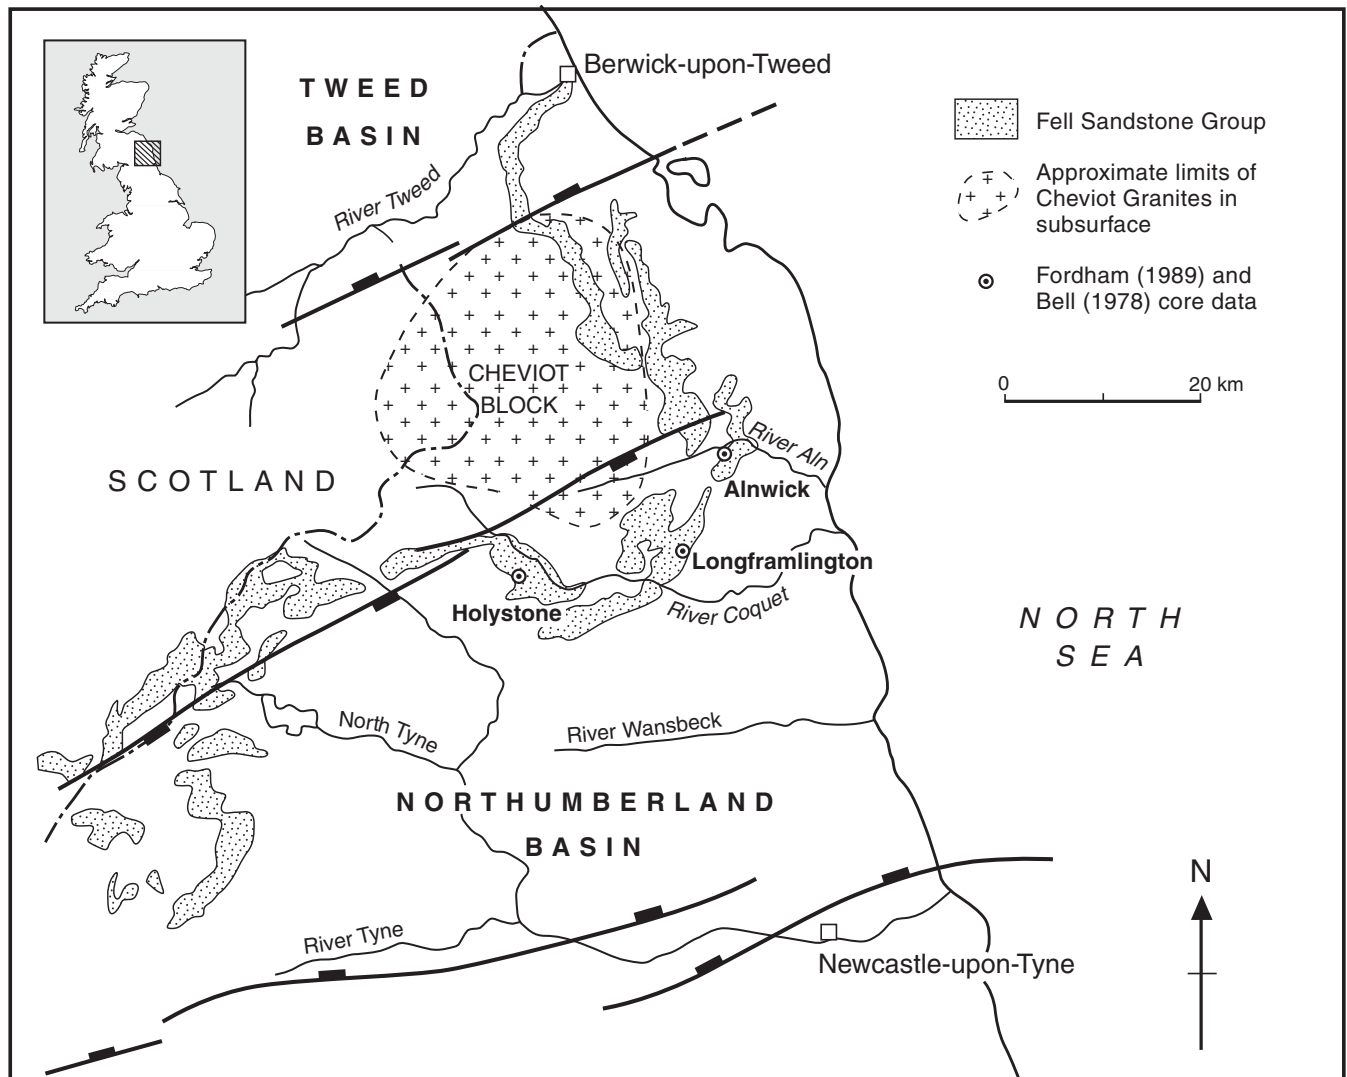 TWEED
BASIN
Berwick-upon-Tweed
River Tweed
Fell Sandstone Group
Approximate limits of
Cheviot Granites in
subsurface
Fordham (1989) and
Bell (1978) core data
0 20 km
CHEVIOT
BLOCK
SCOTLAND
River Aln
Alnwick
Longframlington
Holystone
River Coquet
NORTH
SEA
North Tyne
River Wansbeck
NORTHUMBERLAND
BASIN
N
River Tyne
Newcastle-upon-Tyne